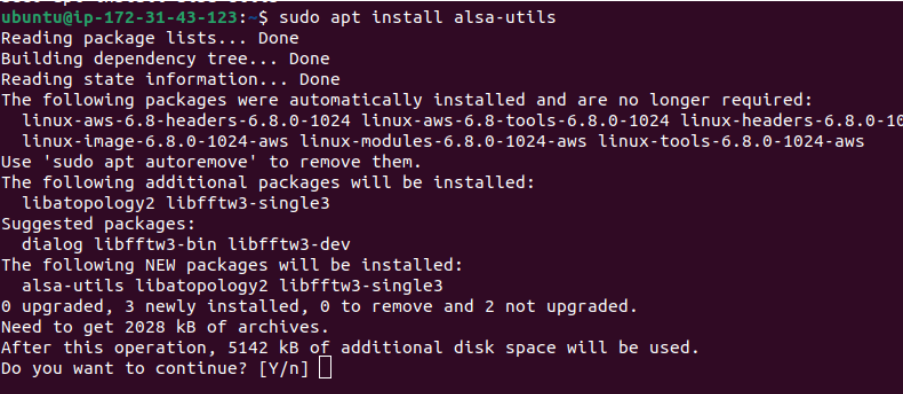 ubuntu@ip-172-31-43-123:~$ sudo apt install alsa-utils
Reading package lists... Done
Building dependency tree... Done
Reading state information... Done
The following packages were automatically installed and are no longer required:
  linux-aws-6.8-headers-6.8.0-1024 linux-aws-6.8-tools-6.8.0-1024 linux-headers-6.8.0-10
  linux-image-6.8.0-1024-aws linux-modules-6.8.0-1024-aws linux-tools-6.8.0-1024-aws
Use 'sudo apt autoremove' to remove them.
The following additional packages will be installed:
  libatopology2 libfftw3-single3
Suggested packages:
  dialog libfftw3-bin libfftw3-dev
The following NEW packages will be installed:
  alsa-utils libatopology2 libfftw3-single3
0 upgraded, 3 newly installed, 0 to remove and 2 not upgraded.
Need to get 2028 kB of archives.
After this operation, 5142 kB of additional disk space will be used.
Do you want to continue? [Y/n]